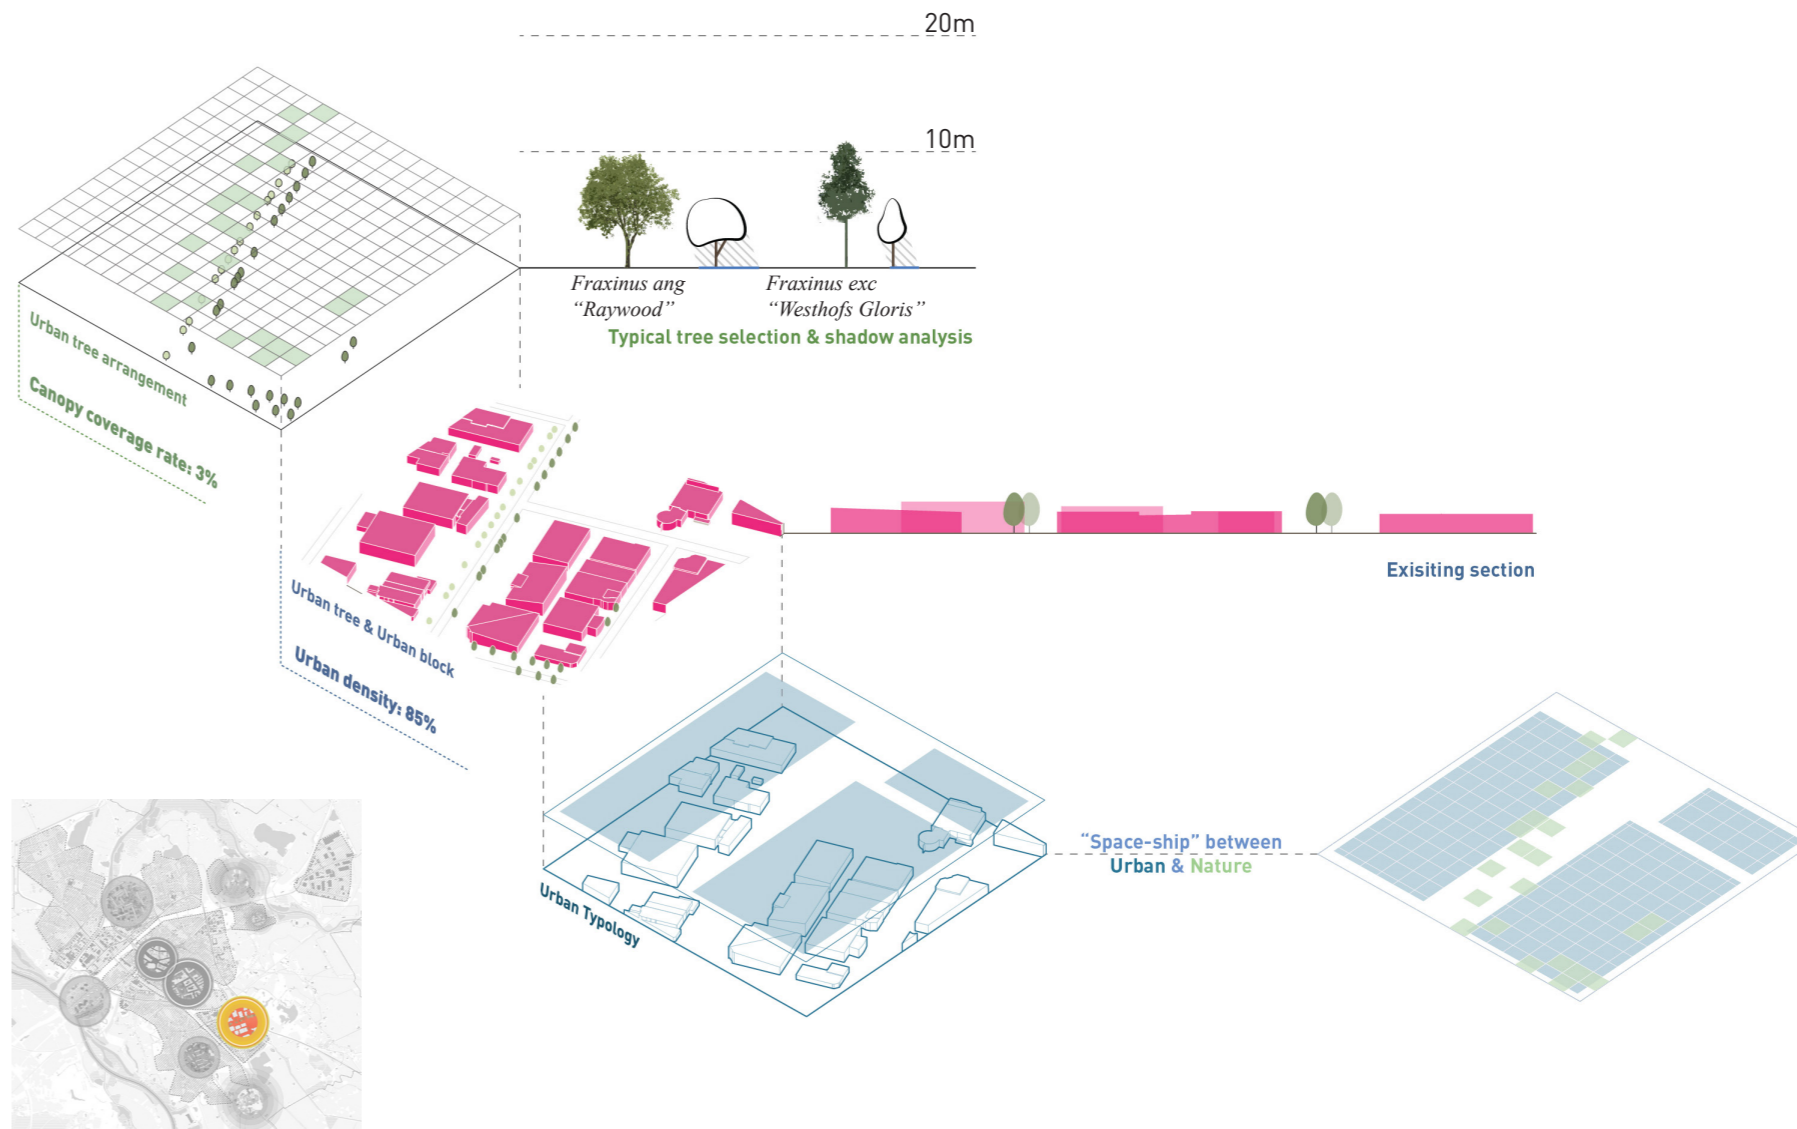 20m
10m
Fraxinus ang
“Raywood”
Fraxinus exc
“Westhofs Gloris”
Typical tree selection & shadow analysis
Urban tree arrangement
Canopy coverage rate: 3%
Exisiting section
Urban tree & Urban block
Urban density: 85%
“Space-ship” between
Urban & Nature
Urban Typology